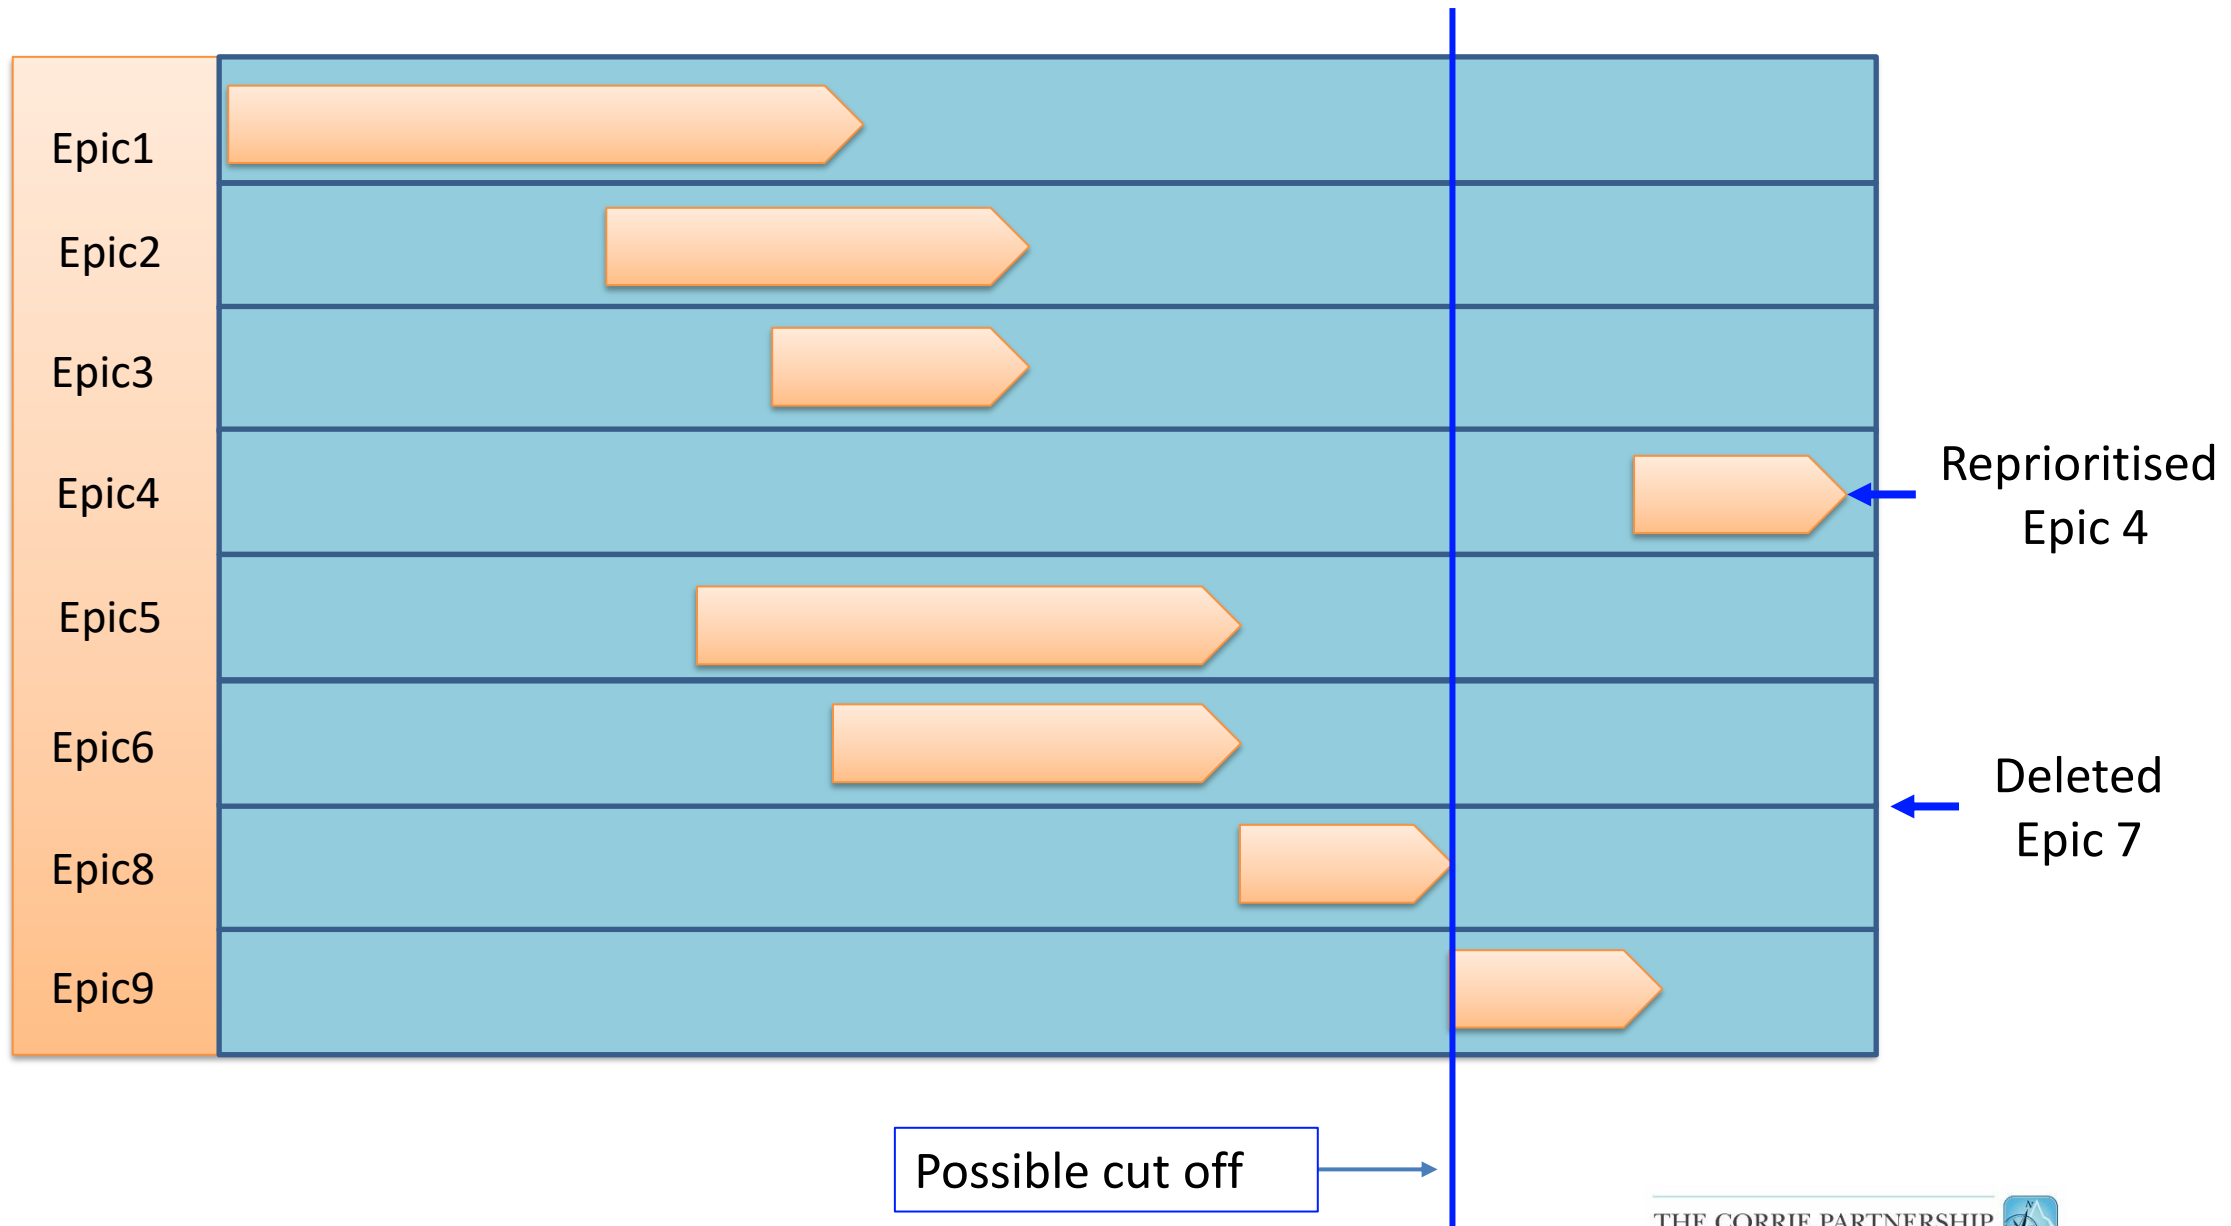 Epic1
Epic2
Epic3
Epic4
Reprioritised
Epic 4
Epic5
Epic6
Deleted
Epic 7
Epic8
Epic9
Possible cut off
THE CORRIE PARTNERSHIP
N